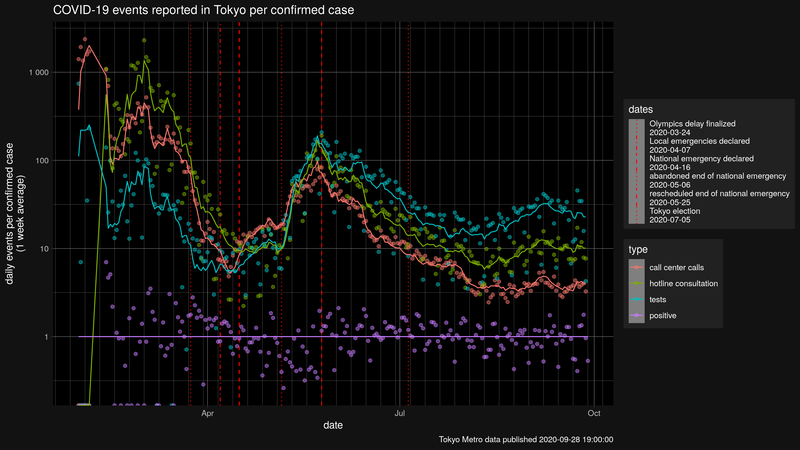 COVID-19 events reported in Tokyo per confirmed case
daily events per confirmed case
(1 week average)
1 000
100
10
1
Apr
Jul
Oct
date
dates
Olympics delay finalized
2020-03-24
Local emergencies declared
2020-04-07
National emergency declared
2020-04-16
abandoned end of national emergency
2020-05-06
rescheduled end of national emergency
2020-05-25
Tokyo election
2020-07-05
type
call center calls
hotline consultation
tests
positive
Tokyo Metro data published 2020-09-28 19:00:00